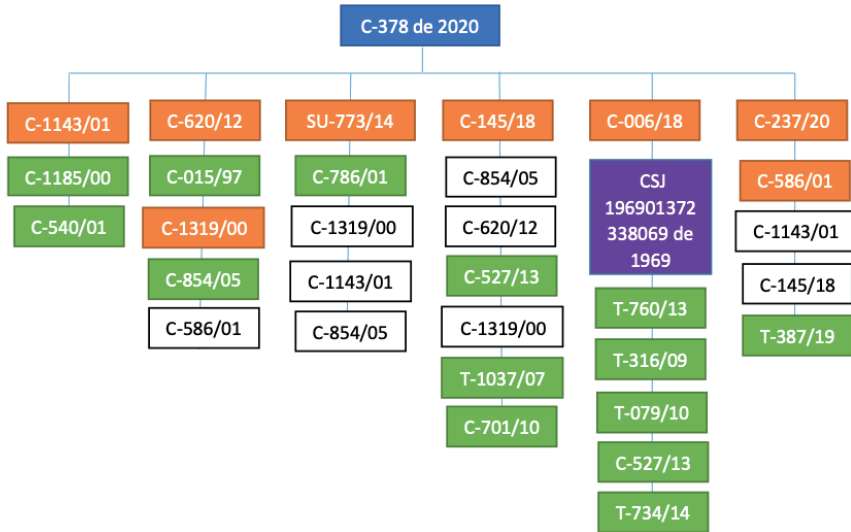 C-378 de 2020
C-1143/01
C-1185/00
C-540/01
C-620/12
C-015/97
C-1319/00
C-854/05
C-586/01
SU-773/14
C-786/01
C-1319/00
C-1143/01
C-854/05
C-145/18
C-854/05
C-620/12
C-527/13
C-1319/00
T-1037/07
C-701/10
C-006/18
CSJ
196901372
338069 de
1969
T-760/13
T-316/09
T-079/10
C-527/13
T-734/14
C-237/20
C-586/01
C-1143/01
C-145/18
T-387/19